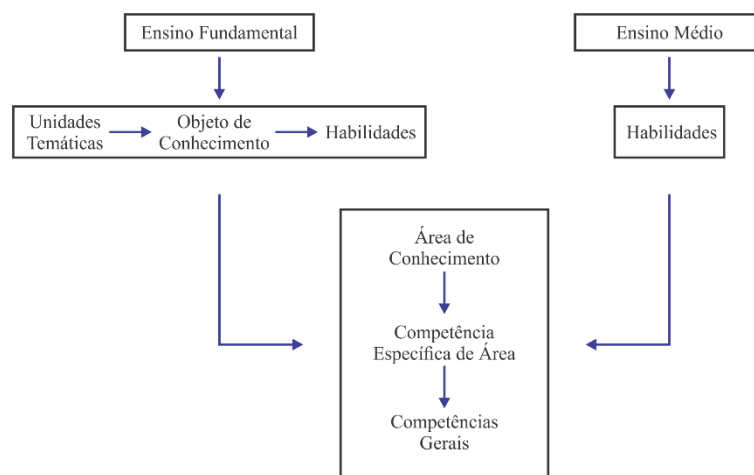 Ensino Fundamental
Ensino Médio
Unidades
Temáticas
Objeto de
Conhecimento
Habilidades
Habilidades
Área de
Conhecimento
Competência
Específica de Área
Competências
Gerais